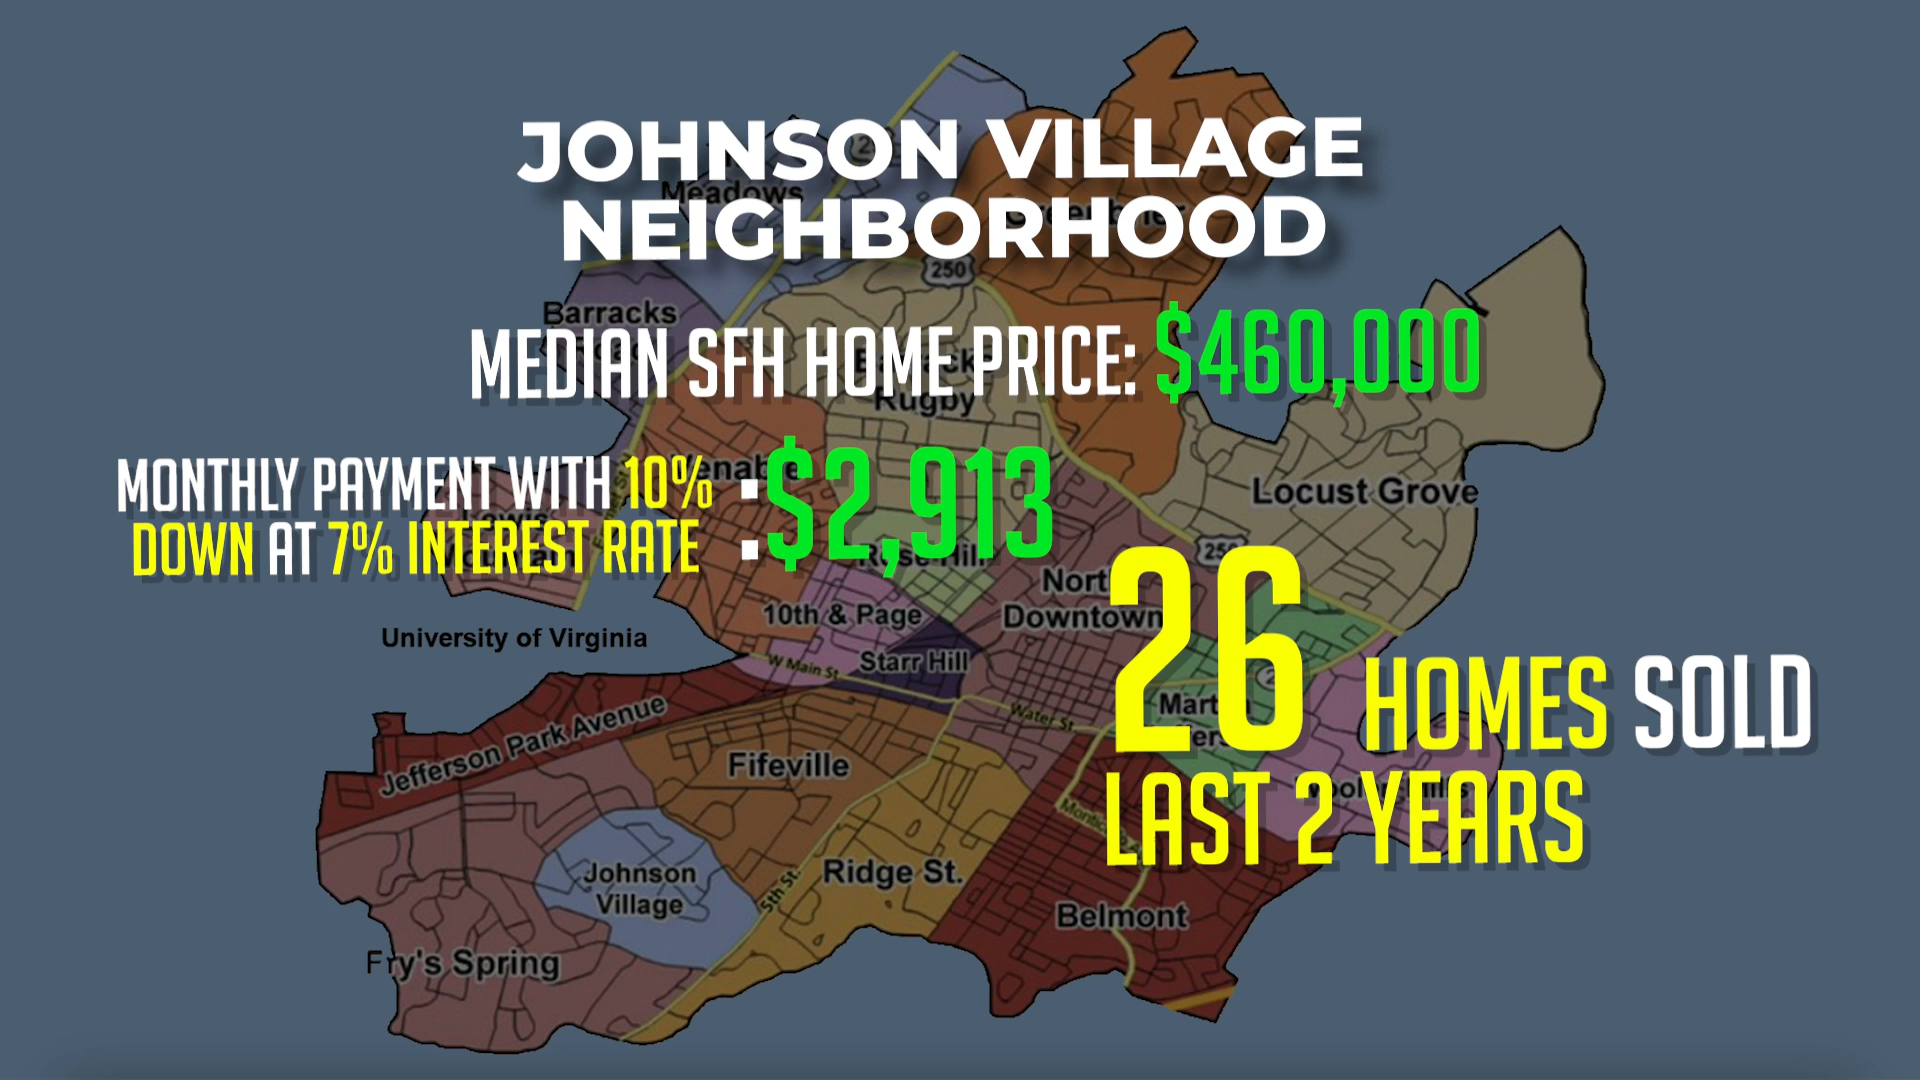 JOHNSON VILLAGE
NEIGHBORHOOD
Meadows
250
Barracks
MEDIAN SFH HOME PRICE: $460,000
Rugby
MONTHLY PAYMENT WITH 10%
DOWN AT 7% INTEREST RATE
:$2,913
Locust Grove
Rose Hill
250
North
Downtown
10th & Page
University of Virginia
W Main St
Starr Hill
26 HOMES SOLD
LAST 2 YEARS
Water St
Jefferson Park Avenue
Fifeville
Johnson
Village
5th St.
Ridge St.
Belmont
Fry's Spring